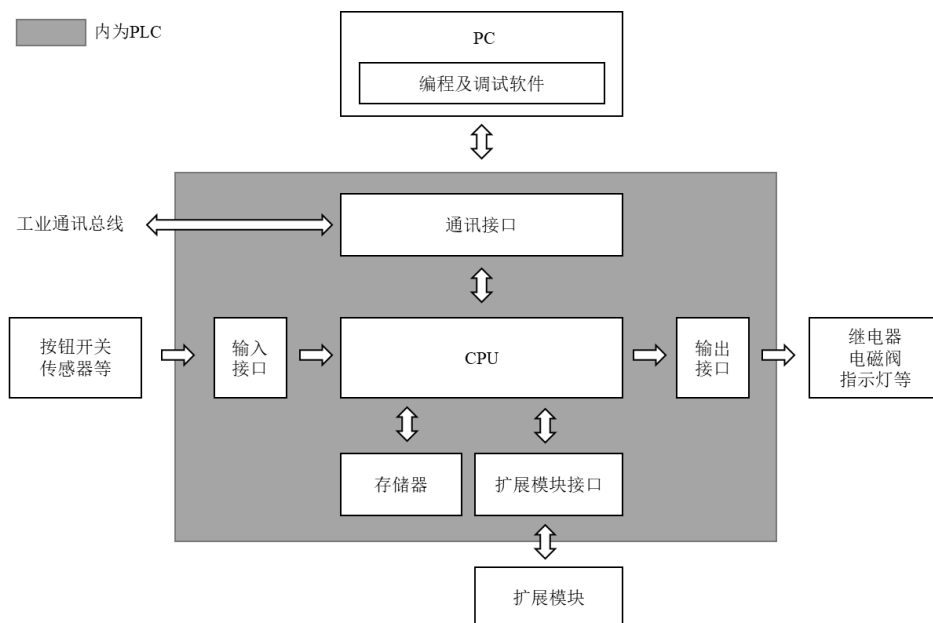 内为PLC
PC
编程及调试软件
工业通讯总线
通讯接口
按钮开关
传感器等
输入
接口
CPU
输出
接口
继电器
电磁阀
指示灯等
存储器
扩展模块接口
扩展模块